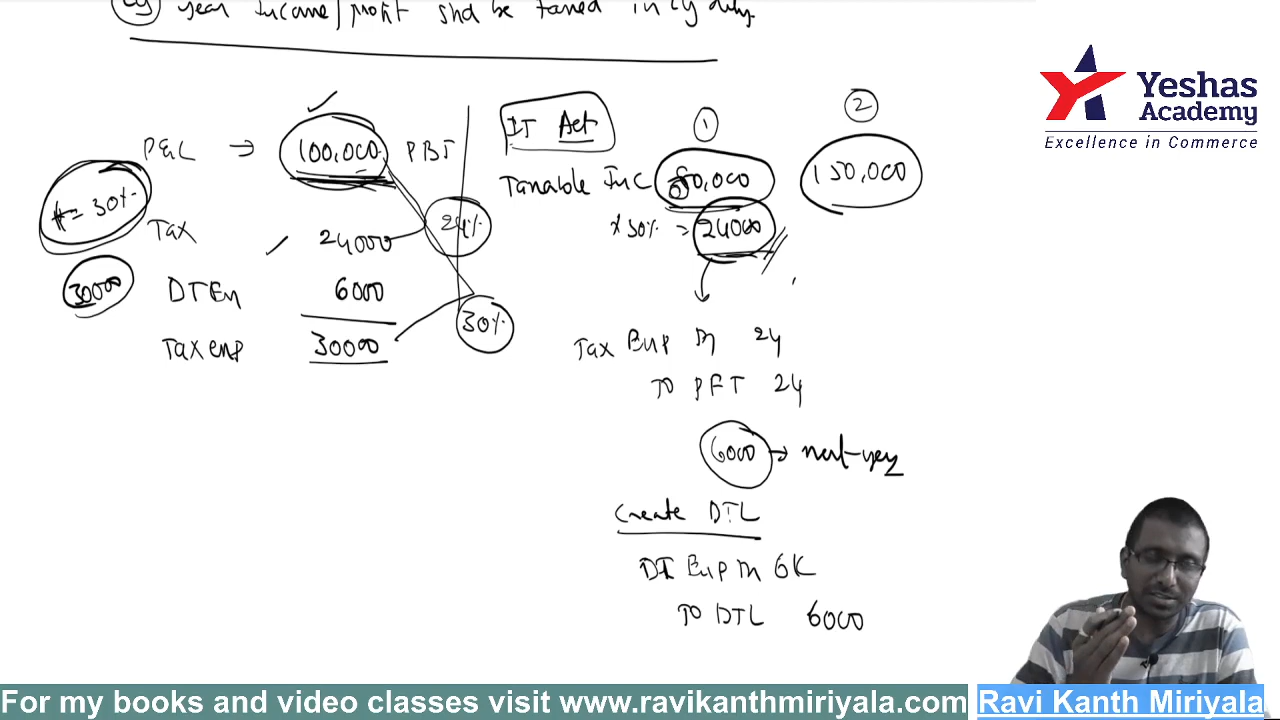 year Income/profit shd be taxed in cy only.
Yeshas
Academy
Excellence in Commerce
P&L → 100,000 PBT
t = 30%
Tax 24000 24%
30000 DTExp 6000
Tax exp 30000 30%
IT Act
① ②
Taxable Inc 80,000 150,000
x 30% = 24000
Tax Exp Dr 24
To PFT 24
6000 → next year
Create DTL
DT Exp Dr 6K
To DTL 6000
For my books and video classes visit www.ravikanthmiriyala.com Ravi Kanth Miriyala